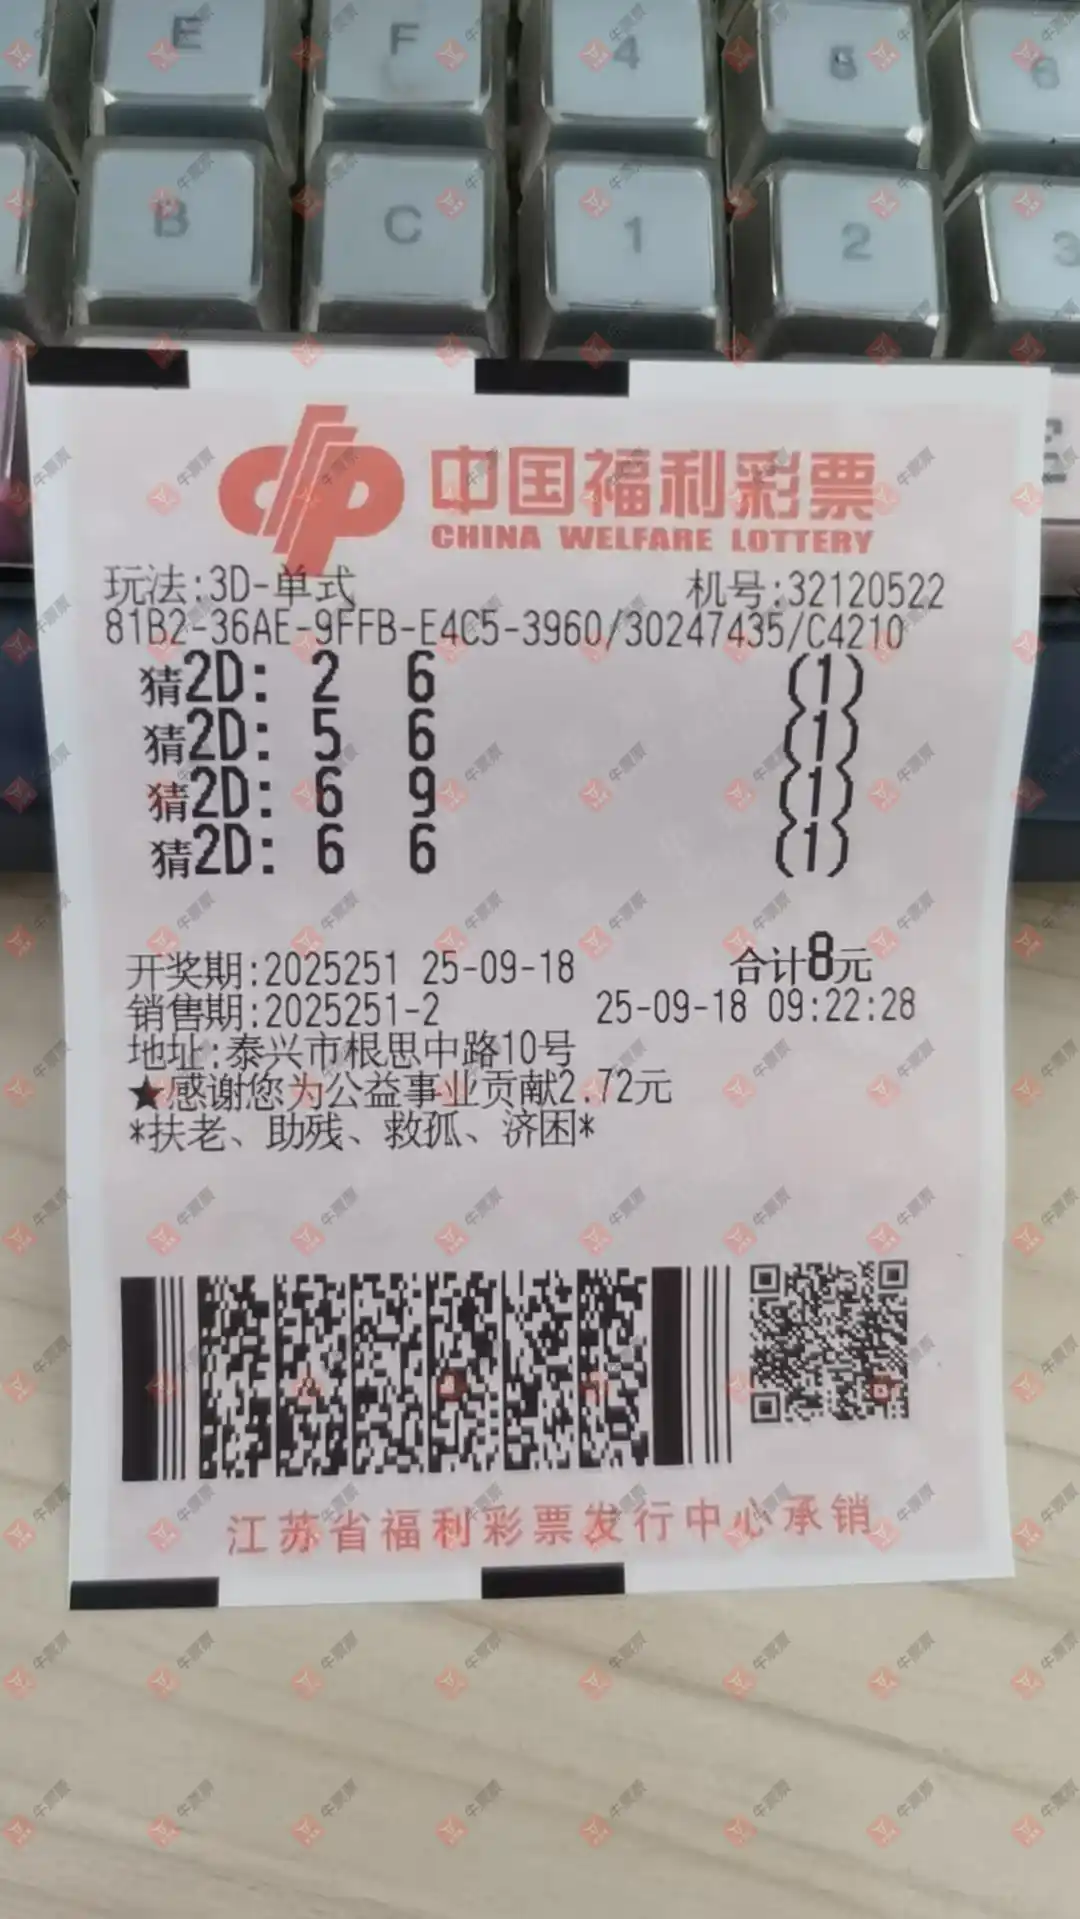 E F 4 5 6
B C 1 2 3
中国福利彩票
CHINA WELFARE LOTTERY
玩法:3D-单式 机号:32120522
81B2-36AE-9FFB-E4C5-3960/30247435/C4210
猜2D: 2 6 (1)
猜2D: 5 6 (1)
猜2D: 6 9 (1)
猜2D: 6 6 (1)
开奖期:2025251 25-09-18 合计8元
销售期:2025251-2 25-09-18 09:22:28
地址:泰兴市根思中路10号
★感谢您为公益事业贡献2.72元
*扶老、助残、救孤、济困*
江苏省福利彩票发行中心承销
牛票票